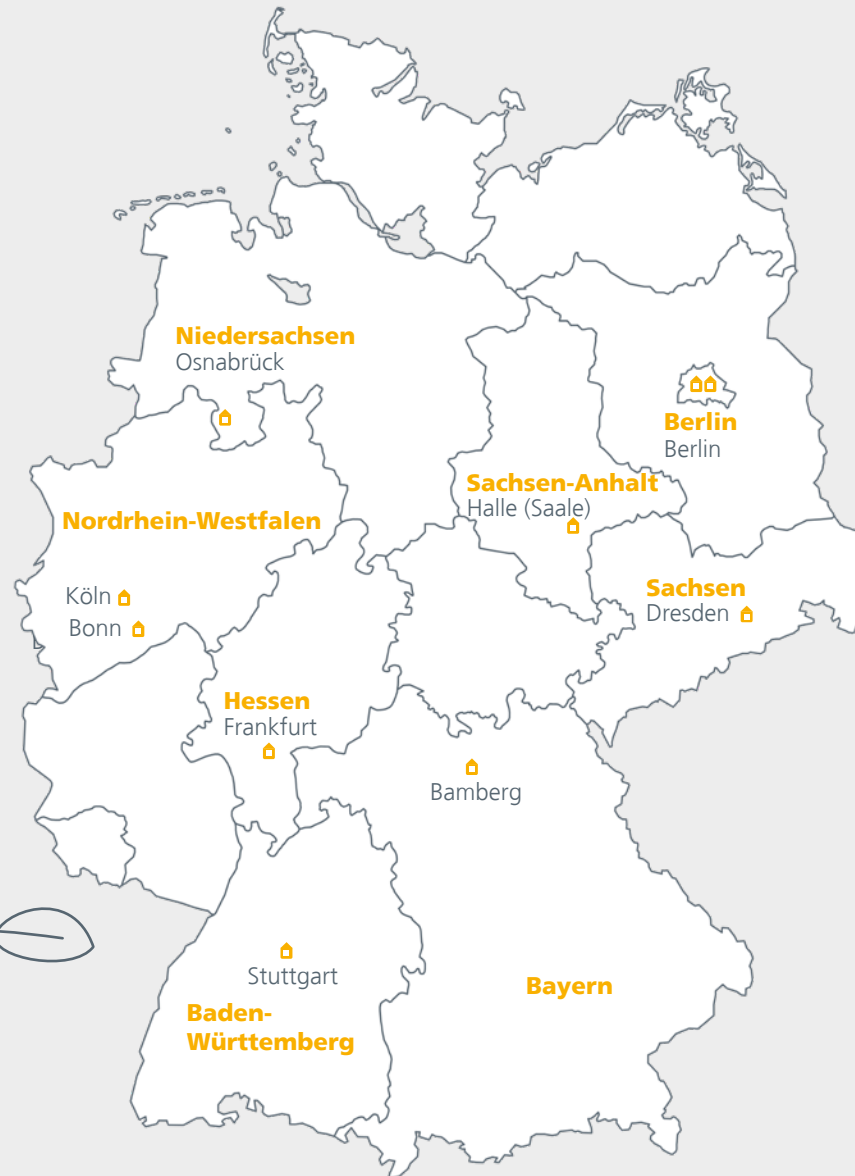 Niedersachsen
Osnabrück
Berlin
Berlin
Sachsen-Anhalt
Halle (Saale)
Nordrhein-Westfalen
Köln
Bonn
Sachsen
Dresden
Hessen
Frankfurt
Bamberg
Stuttgart
Bayern
Baden-
Württemberg